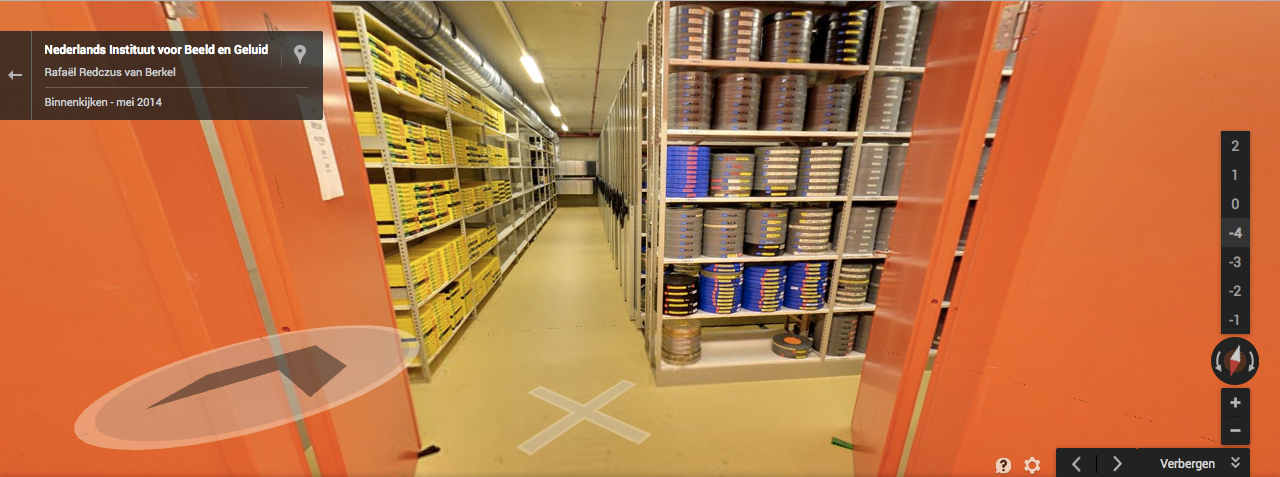 Nederlands Instituut voor Beeld en Geluid
Rafaël Redczus van Berkel
Binnenkijken - mei 2014
2
1
0
-4
-3
-2
-1
+
−
Verbergen